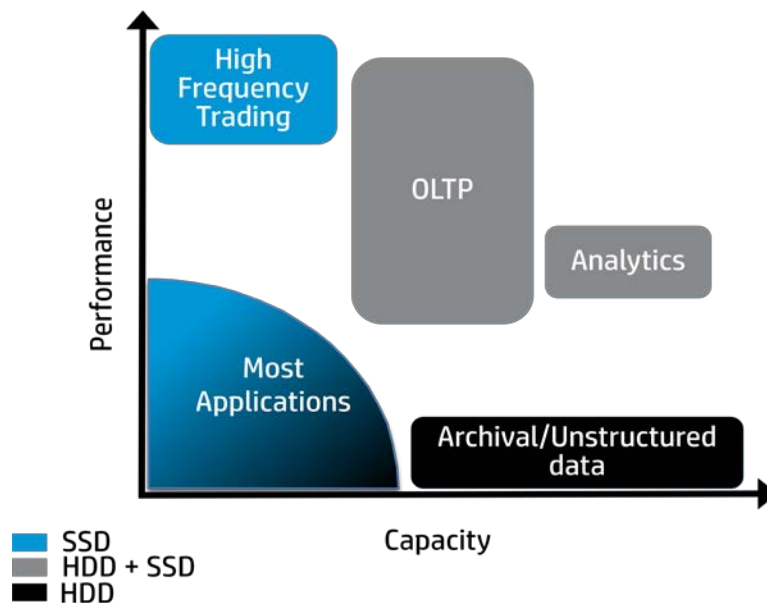 High
Frequency
Trading
OLTP
Analytics
Performance
Most
Applications
Archival/Unstructured
data
Capacity
SSD
HDD + SSD
HDD